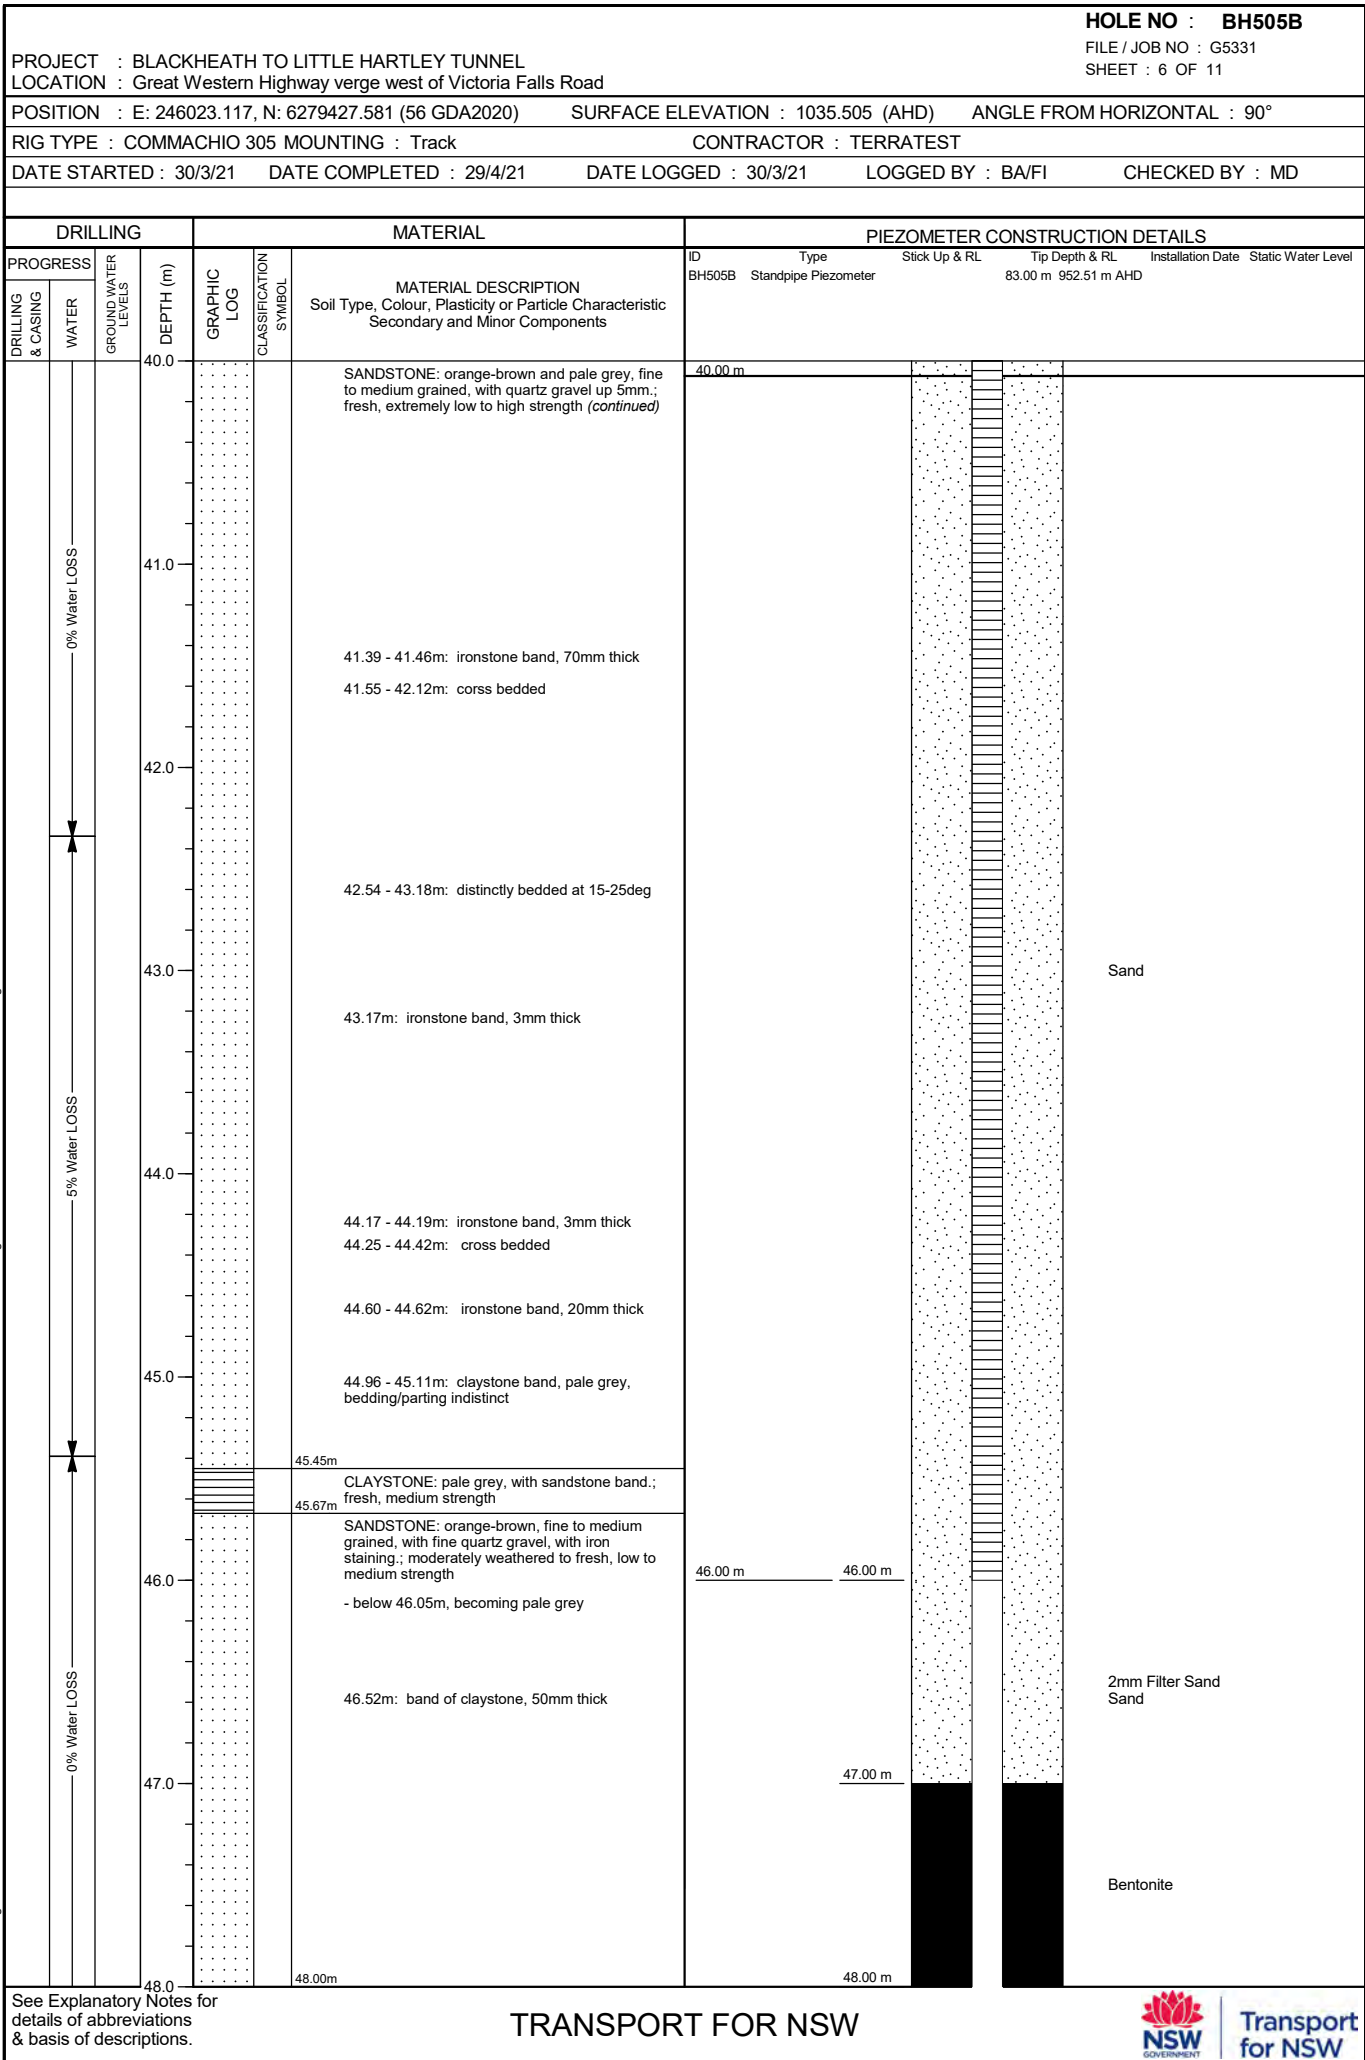 HOLE NO : BH505B
FILE / JOB NO : G5331
SHEET : 6 OF 11
PROJECT : BLACKHEATH TO LITTLE HARTLEY TUNNEL
LOCATION : Great Western Highway verge west of Victoria Falls Road
POSITION : E: 246023.117, N: 6279427.581 (56 GDA2020) SURFACE ELEVATION : 1035.505 (AHD) ANGLE FROM HORIZONTAL : 90°
RIG TYPE : COMMACHIO 305 MOUNTING : Track CONTRACTOR : TERRATEST
DATE STARTED : 30/3/21 DATE COMPLETED : 29/4/21 DATE LOGGED : 30/3/21 LOGGED BY : BA/FI CHECKED BY : MD
DRILLING MATERIAL PIEZOMETER CONSTRUCTION DETAILS
PROGRESS
DRILLING
& CASING
WATER
GROUND WATER
LEVELS
DEPTH (m)
GRAPHIC
LOG
CLASSIFICATION
SYMBOL
MATERIAL DESCRIPTION
Soil Type, Colour, Plasticity or Particle Characteristic
Secondary and Minor Components
ID Type Stick Up & RL Tip Depth & RL Installation Date Static Water Level
BH505B Standpipe Piezometer 83.00 m 952.51 m AHD
40.0
SANDSTONE: orange-brown and pale grey, fine
to medium grained, with quartz gravel up 5mm.;
fresh, extremely low to high strength (continued)
40.00 m
0% Water LOSS
41.0
41.39 - 41.46m: ironstone band, 70mm thick
41.55 - 42.12m: corss bedded
42.0
42.54 - 43.18m: distinctly bedded at 15-25deg
43.0
Sand
43.17m: ironstone band, 3mm thick
5% Water LOSS
44.0
44.17 - 44.19m: ironstone band, 3mm thick
44.25 - 44.42m: cross bedded
44.60 - 44.62m: ironstone band, 20mm thick
45.0
44.96 - 45.11m: claystone band, pale grey,
bedding/parting indistinct
45.45m
CLAYSTONE: pale grey, with sandstone band.;
fresh, medium strength
45.67m
SANDSTONE: orange-brown, fine to medium
grained, with fine quartz gravel, with iron
staining.; moderately weathered to fresh, low to
medium strength
46.0
46.00 m 46.00 m
- below 46.05m, becoming pale grey
0% Water LOSS
46.52m: band of claystone, 50mm thick
2mm Filter Sand
Sand
47.0
47.00 m
Bentonite
48.0
48.00m
48.00 m
See Explanatory Notes for
details of abbreviations
& basis of descriptions.
TRANSPORT FOR NSW
NSW
GOVERNMENT
Transport
for NSW